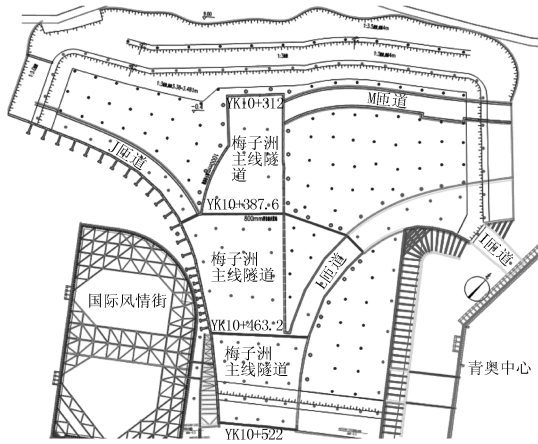 M匝道
YK10+312
梅子洲
主线隧
道
J匝道
YK10+387.6
梅子洲
主线隧道
E匝道
I匝道
国际风情街
YK10+463.2
梅子洲
主线隧道
青奥中心
YK10+522